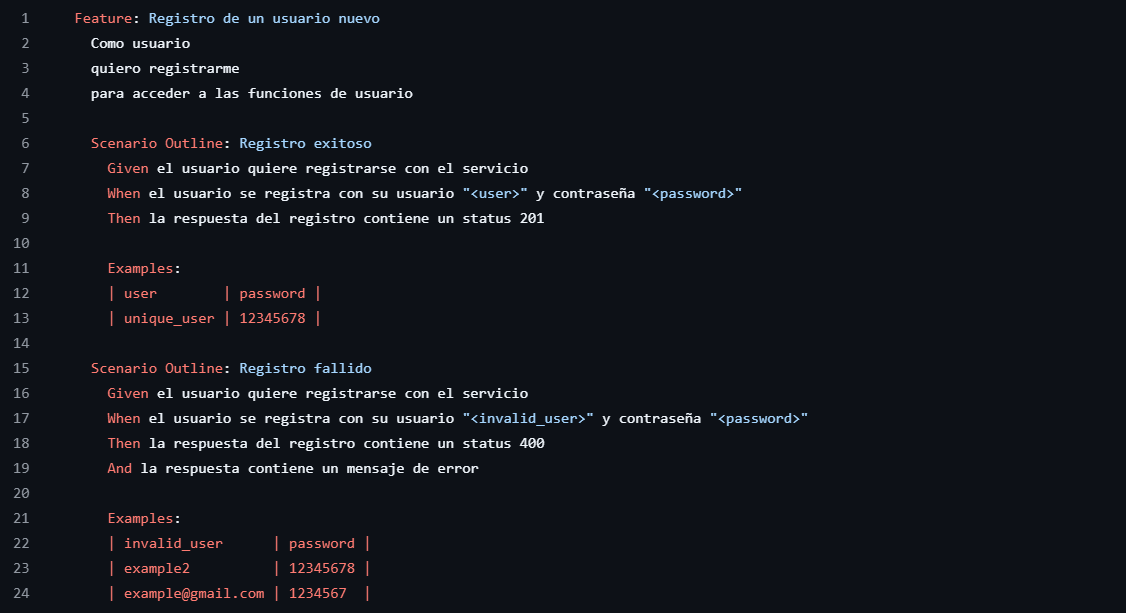 1 Feature: Registro de un usuario nuevo
2 Como usuario
3 quiero registrarme
4 para acceder a las funciones de usuario
5
6 Scenario Outline: Registro exitoso
7 Given el usuario quiere registrarse con el servicio
8 When el usuario se registra con su usuario "<user>" y contraseña "<password>"
9 Then la respuesta del registro contiene un status 201
10
11 Examples:
12 | user        | password |
13 | unique_user | 12345678 |
14
15 Scenario Outline: Registro fallido
16 Given el usuario quiere registrarse con el servicio
17 When el usuario se registra con su usuario "<invalid_user>" y contraseña "<password>"
18 Then la respuesta del registro contiene un status 400
19 And la respuesta contiene un mensaje de error
20
21 Examples:
22 | invalid_user      | password |
23 | example2          | 12345678 |
24 | example@gmail.com | 1234567  |